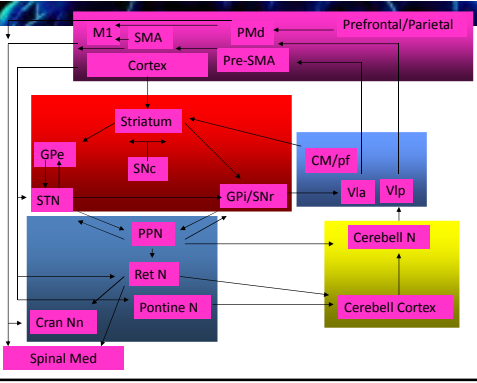 Prefrontal/Parietal
M1
SMA
PMd
Cortex
Pre-SMA
Striatum
GPe
SNc
CM/pf
STN
GPi/SNr
Vla
Vlp
PPN
Cerebell N
Ret N
Pontine N
Cerebell Cortex
Cran Nn
Spinal Med